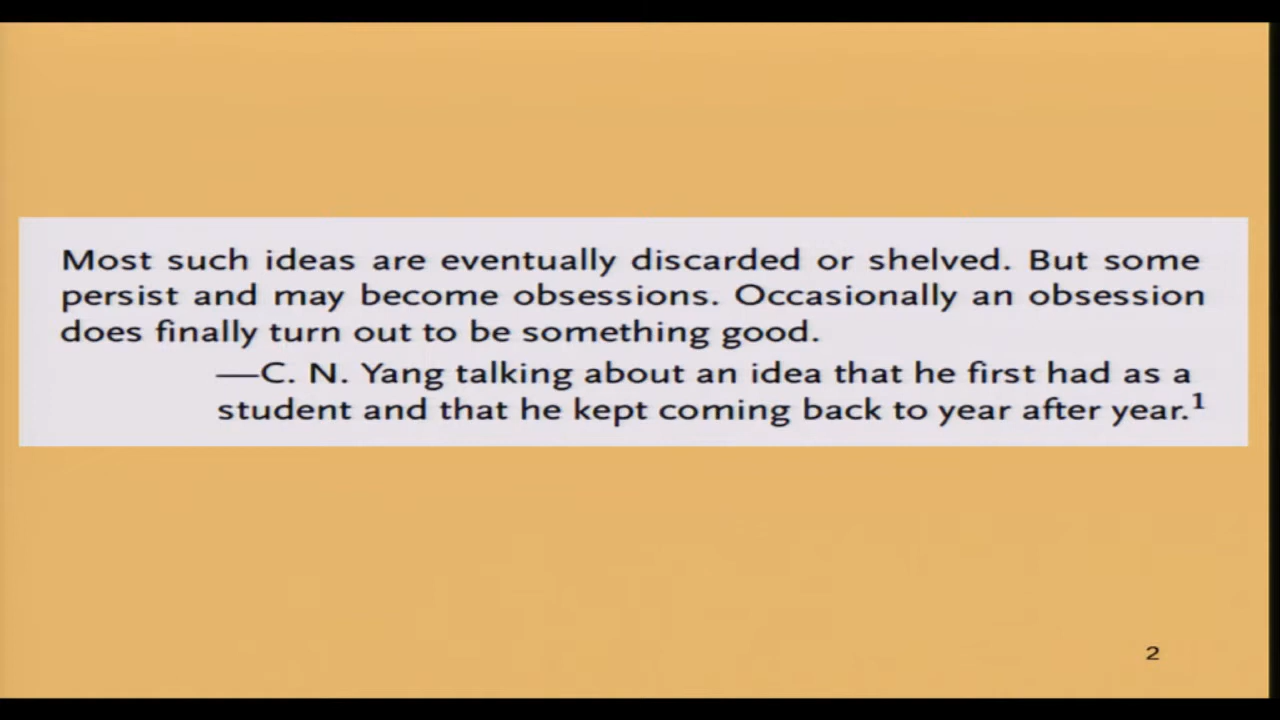 Most such ideas are eventually discarded or shelved. But some
persist and may become obsessions. Occasionally an obsession
does finally turn out to be something good.
—C. N. Yang talking about an idea that he first had as a
student and that he kept coming back to year after year.1
2